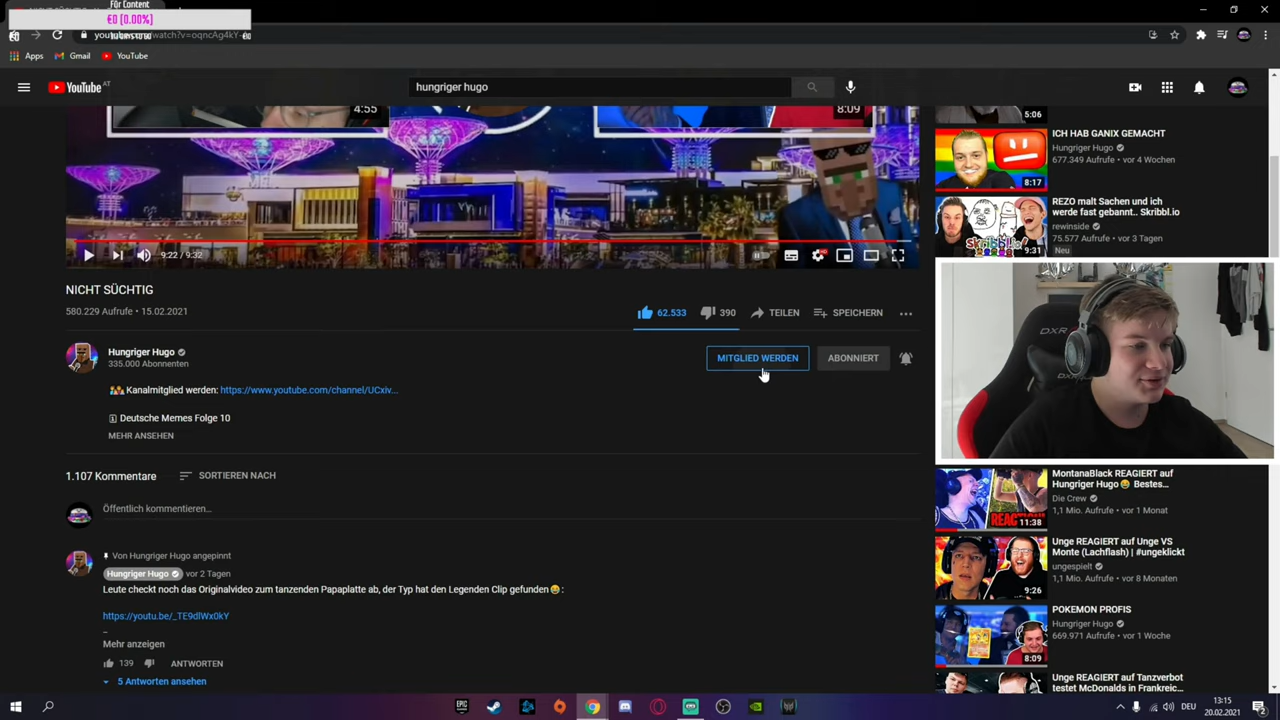 Für Content
€0 [0.00%]
Apps
Gmail
YouTube
YouTube AT
hungriger hugo
4:55
8:09
9:22 / 9:32
NICHT SÜCHTIG
580.229 Aufrufe • 15.02.2021
62.533
390
TEILEN
SPEICHERN
Hungriger Hugo
335.000 Abonnenten
MITGLIED WERDEN
ABONNIERT
Kanalmitglied werden: https://www.youtube.com/channel/UCxiv...
Deutsche Memes Folge 10
MEHR ANSEHEN
1.107 Kommentare
SORTIEREN NACH
Öffentlich kommentieren...
Von Hungriger Hugo angepinnt
Hungriger Hugo vor 2 Tagen
Leute checkt noch das Originalvideo zum tanzenden Papaplatte ab, der Typ hat den Legenden Clip gefunden😂:
https://youtu.be/_TE9dlWx0kY
_
Mehr anzeigen
139
ANTWORTEN
5 Antworten ansehen
5:06
ICH HAB GANIX GEMACHT
Hungriger Hugo
677.349 Aufrufe • vor 4 Wochen
8:17
REZO malt Sachen und ich
werde fast gebannt.. Skribbl.io
rewinside
75.577 Aufrufe • vor 3 Tagen
Neu
Skribbl.io
9:31
DXR
MontanaBlack REAGIERT auf
Hungriger Hugo😂 Bestes...
Die Crew
1,1 Mio. Aufrufe • vor 1 Monat
REACTION
11:38
Unge REAGIERT auf Unge VS
Monte (Lachflash) | #ungeklickt
ungespielt
1,1 Mio. Aufrufe • vor 8 Monaten
9:26
POKEMON PROFIS
Hungriger Hugo
669.971 Aufrufe • vor 1 Woche
8:09
Unge REAGIERT auf Tanzverbot
testet McDonalds in Frankreic...
EPIC
DEU
13:15
20.02.2021
2